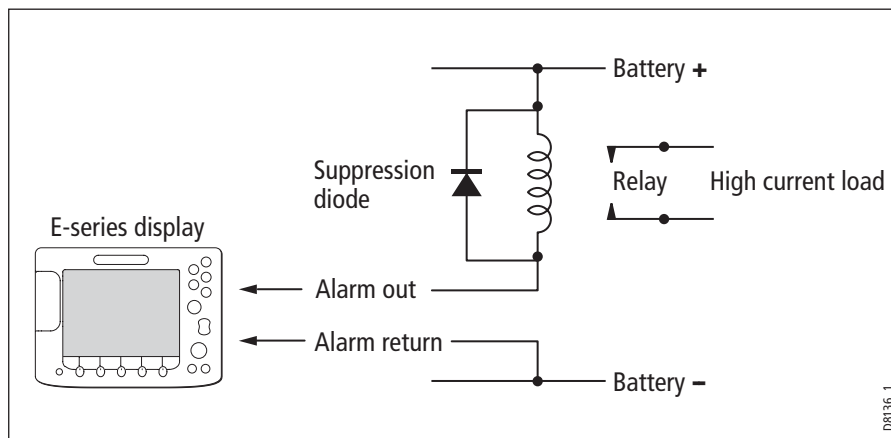 Battery +
Suppression
diode
Relay
High current load
E-series display
Alarm out
Alarm return
Battery –
D8136_1